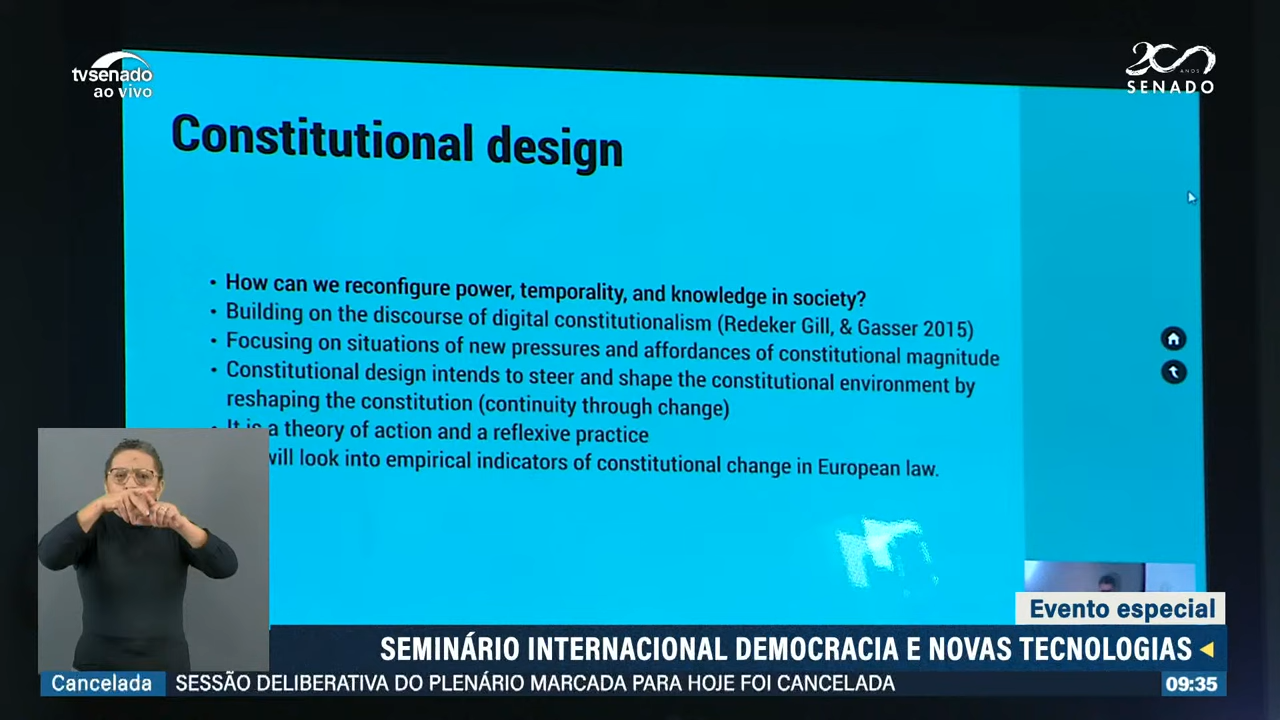 tvsenado
ao vivo
200
ANOS
SENADO
Constitutional design
• How can we reconfigure power, temporality, and knowledge in society?
• Building on the discourse of digital constitutionalism (Redeker Gill, & Gasser 2015)
• Focusing on situations of new pressures and affordances of constitutional magnitude
• Constitutional design intends to steer and shape the constitutional environment by
reshaping the constitution (continuity through change)
• It is a theory of action and a reflexive practice
will look into empirical indicators of constitutional change in European law.
Evento especial
SEMINÁRIO INTERNACIONAL DEMOCRACIA E NOVAS TECNOLOGIAS
Cancelada SESSÃO DELIBERATIVA DO PLENÁRIO MARCADA PARA HOJE FOI CANCELADA 09:35